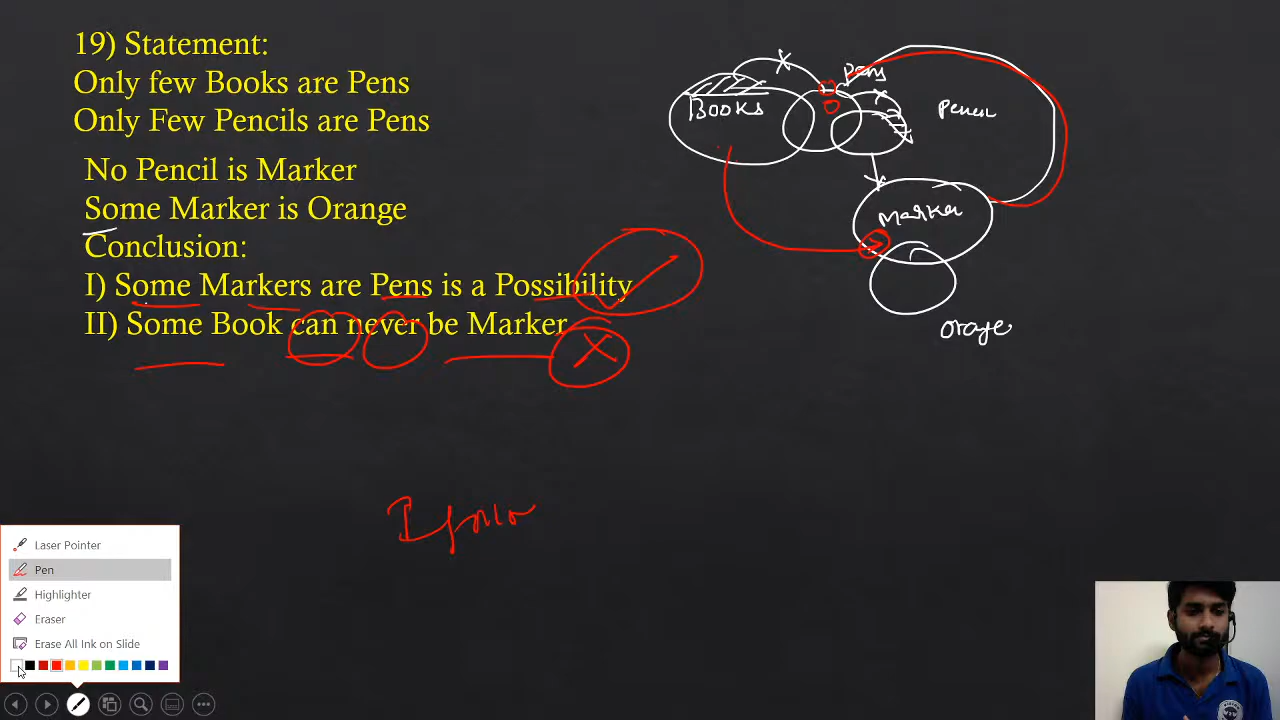 19) Statement:
Only few Books are Pens
Only Few Pencils are Pens
No Pencil is Marker
Some Marker is Orange
Conclusion:
I) Some Markers are Pens is a Possibility
II) Some Book can never be Marker
Books
Pens
Pencil
Marker
Orange
I follo
Laser Pointer
Pen
Highlighter
Eraser
Erase All Ink on Slide